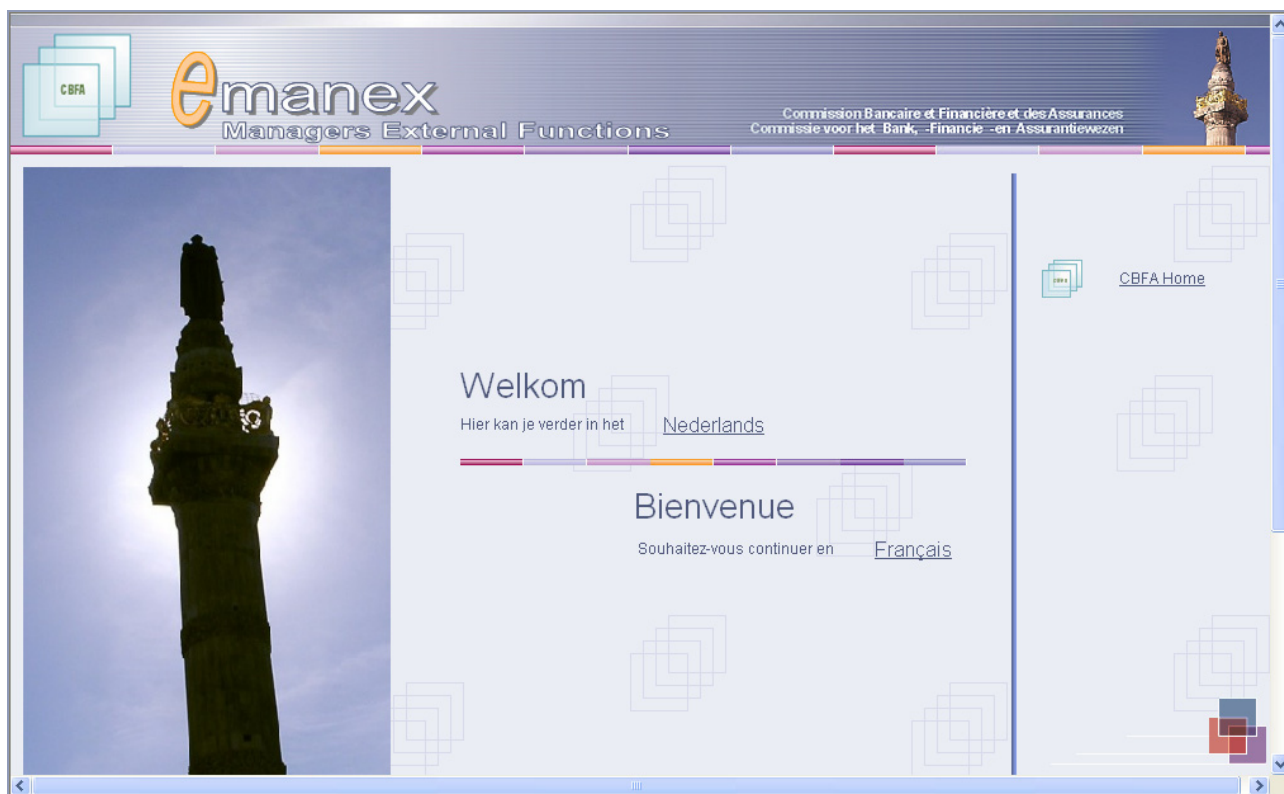 CBFA
emanex
Managers External Functions
Commission Bancaire et Financière et des Assurances
Commissie voor het Bank, -Financie -en Assurantiewezen
CBFA Home
Welkom
Hier kan je verder in het Nederlands
Bienvenue
Souhaitez-vous continuer en Français